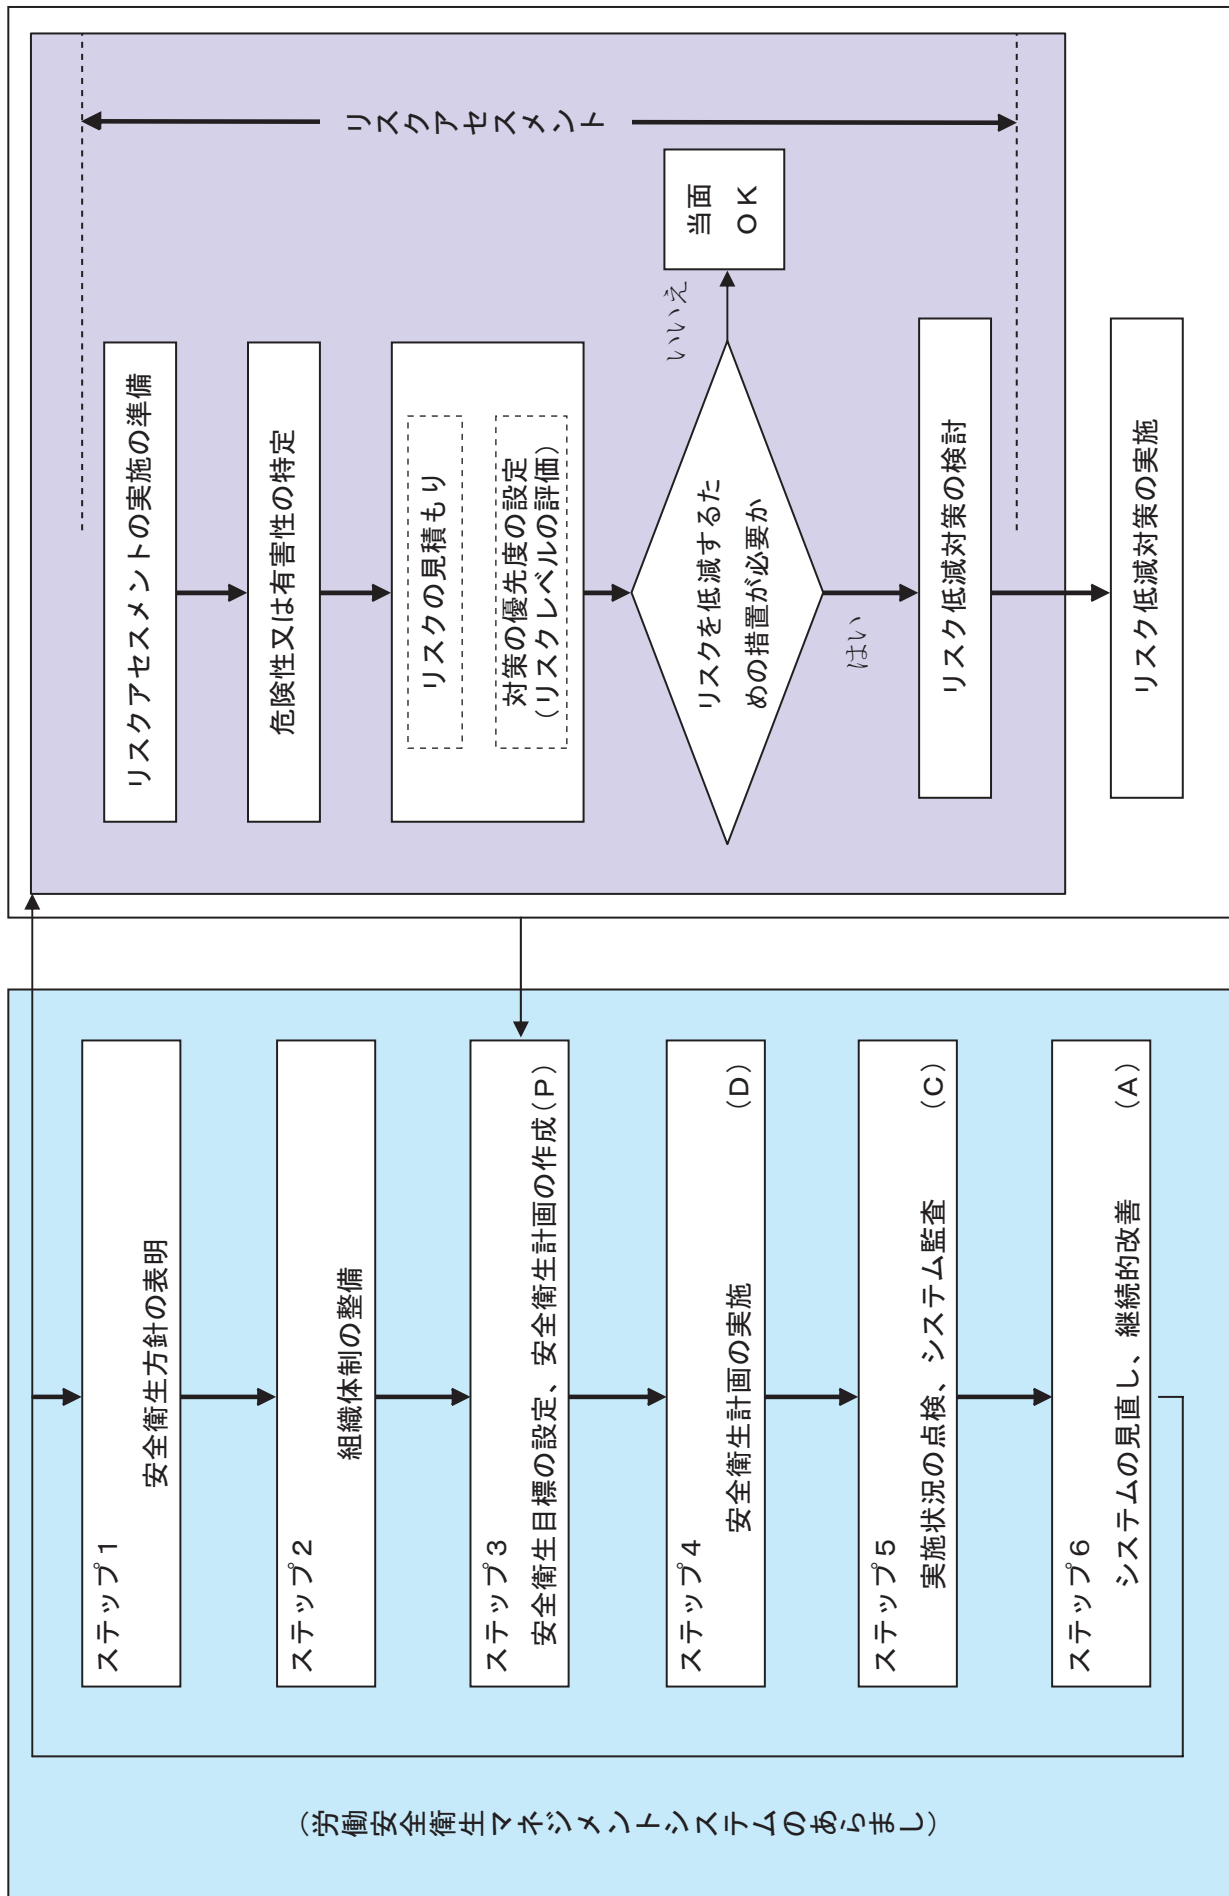 (労働安全衛生マネジメントシステムのあらまし)
ステップ1
安全衛生方針の表明
ステップ2
組織体制の整備
ステップ3
安全衛生目標の設定、安全衛生計画の作成(P)
ステップ4
安全衛生計画の実施 (D)
ステップ5
実施状況の点検、システム監査 (C)
ステップ6
システムの見直し、継続的改善 (A)
リスクアセスメント
リスクアセスメントの実施の準備
危険性又は有害性の特定
リスクの見積もり
対策の優先度の設定
(リスクレベルの評価)
リスクを低減するた
めの措置が必要か
いいえ
当面
OK
はい
リスク低減対策の検討
リスク低減対策の実施